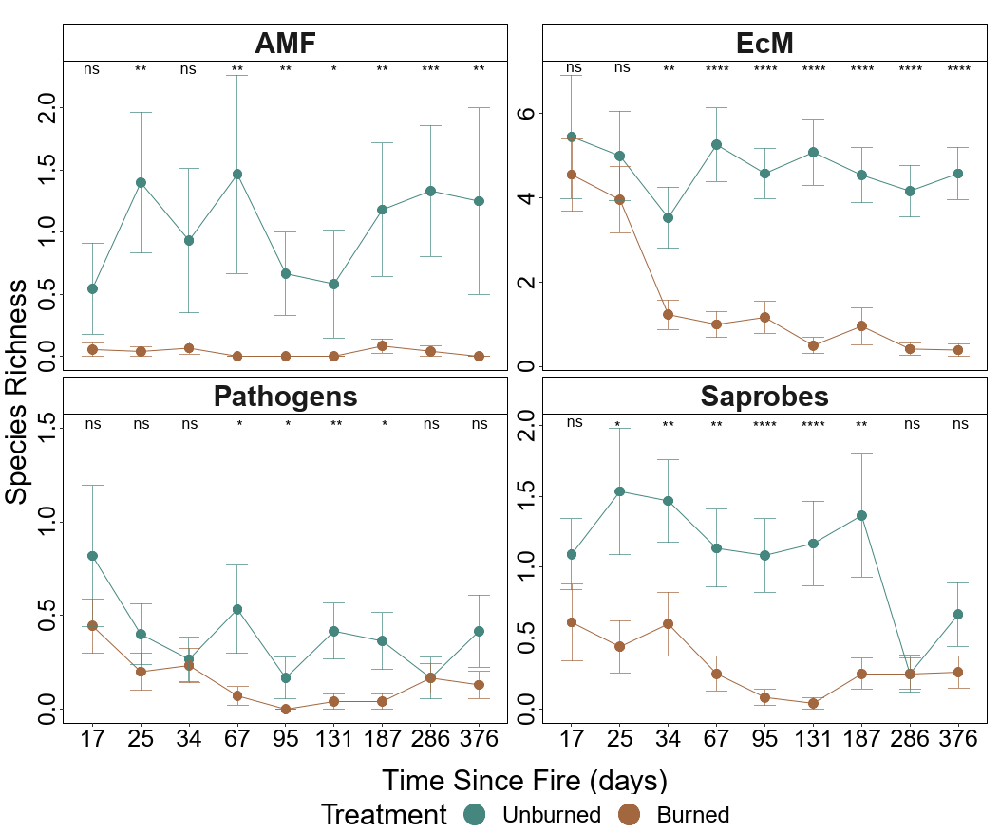 AMF
EcM
ns ** ns ** ** * ** *** **
ns ns ** **** **** **** **** **** ****
2.0
1.5
1.0
0.5
0.0
6
4
2
0
Species Richness
Pathogens
Saprobes
ns ns ns * * ** * ns ns
ns * ** ** **** **** ** ns ns
1.5
1.0
0.5
0.0
2.0
1.5
1.0
0.5
0.0
17 25 34 67 95 131 187 286 376
17 25 34 67 95 131 187 286 376
Time Since Fire (days)
Treatment Unburned Burned